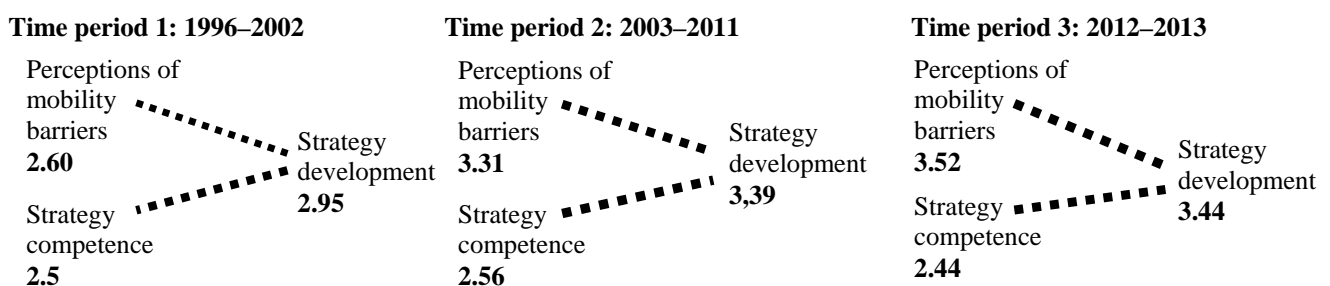 Time period 1: 1996–2002
Perceptions of
mobility
barriers
2.60
Strategy
competence
2.5
Strategy
development
2.95
Time period 2: 2003–2011
Perceptions of
mobility
barriers
3.31
Strategy
competence
2.56
Strategy
development
3,39
Time period 3: 2012–2013
Perceptions of
mobility
barriers
3.52
Strategy
competence
2.44
Strategy
development
3.44